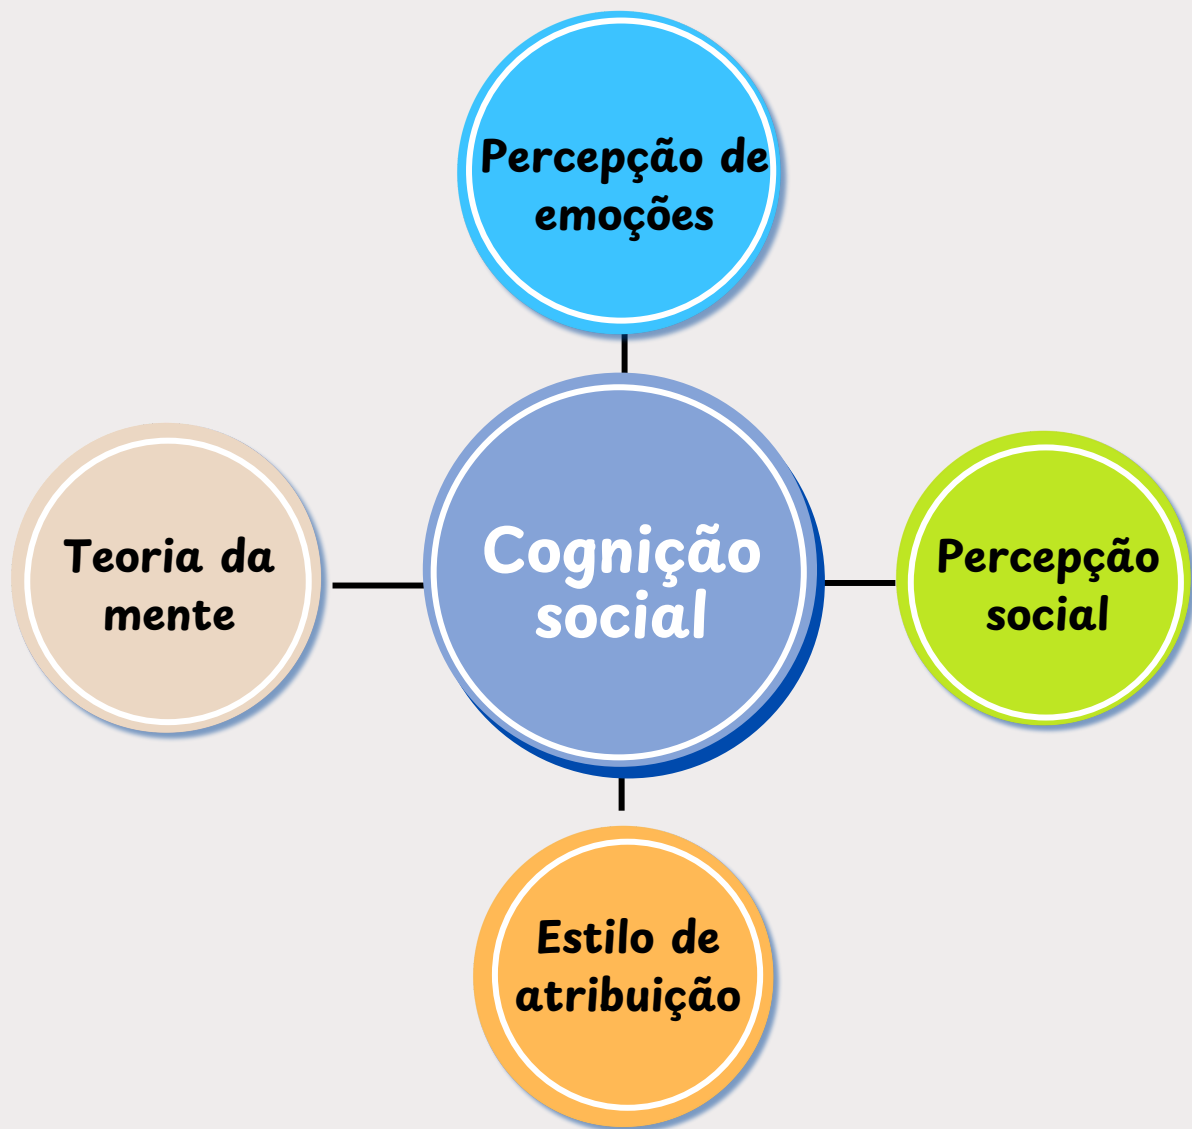 Percepção de
emoções
Teoria da
mente
Cognição
social
Percepção
social
Estilo de
atribuição